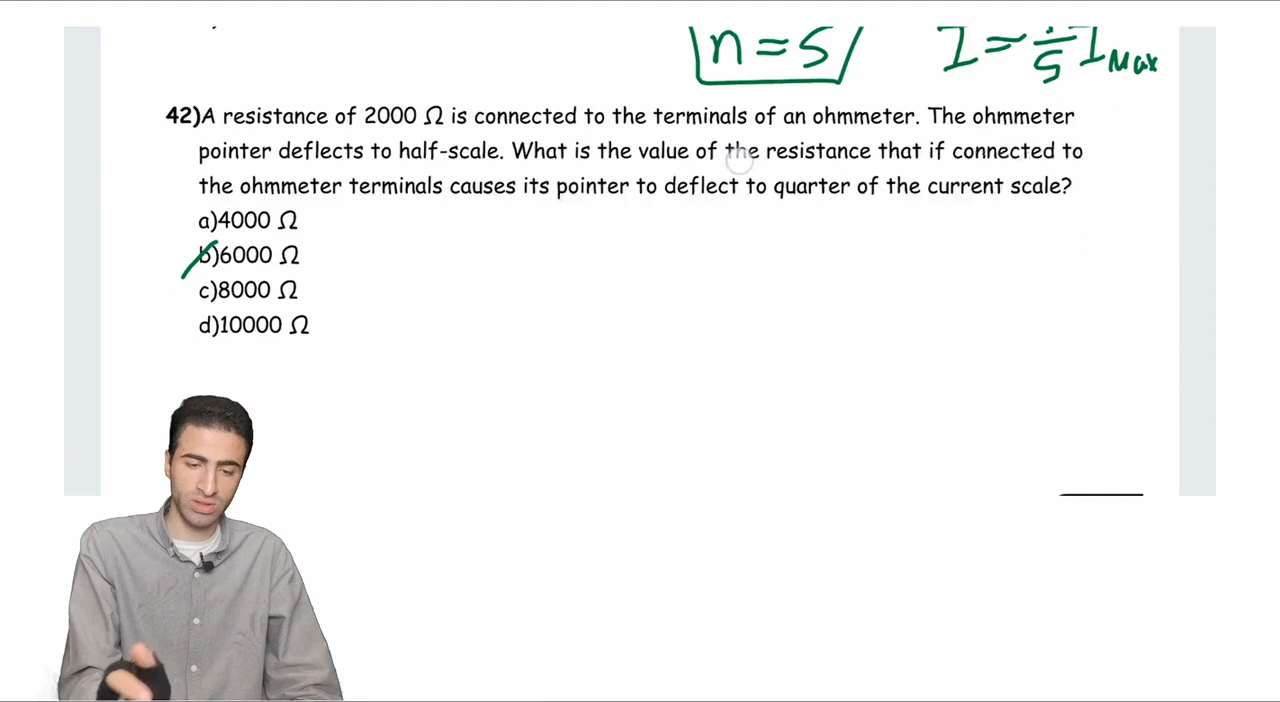 n = 5 I = 1/5 I Max
42)A resistance of 2000 Ω is connected to the terminals of an ohmmeter. The ohmmeter
pointer deflects to half-scale. What is the value of the resistance that if connected to
the ohmmeter terminals causes its pointer to deflect to quarter of the current scale?
a)4000 Ω
b)6000 Ω
c)8000 Ω
d)10000 Ω